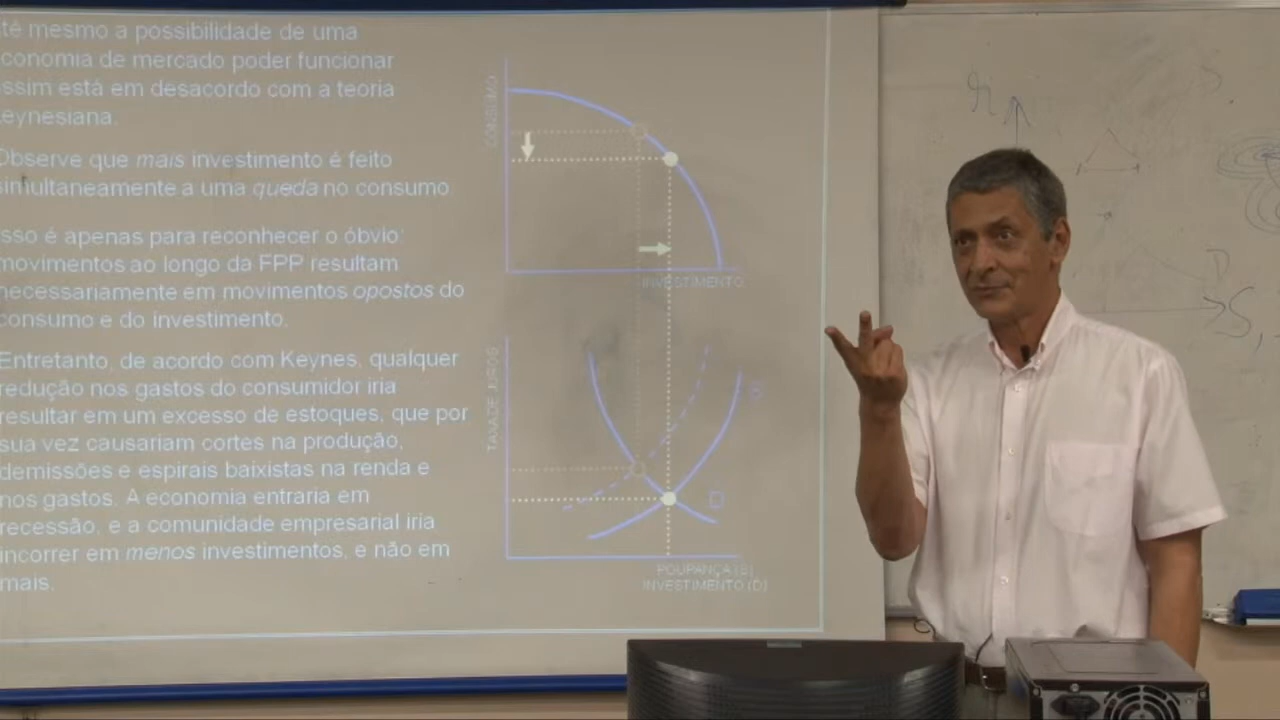 té mesmo a possibilidade de uma
conomia de mercado poder funcionar
ssim está em desacordo com a teoria
eynesiana.
Observe que mais investimento é feito
simultaneamente a uma queda no consumo
sso é apenas para reconhecer o óbvio:
movimentos ao longo da FPP resultam
necessariamente em movimentos opostos do
consumo e do investimento.
Entretanto, de acordo com Keynes, qualquer
redução nos gastos do consumidor iria
resultar em um excesso de estoques, que por
sua vez causariam cortes na produção,
demissões e espirais baixistas na renda e
nos gastos. A economia entraria em
recessão, e a comunidade empresarial iria
incorrer em menos investimentos, e não em
mais.
CONSUMO
INVESTIMENTO
TAXA DE JUROS
S
D
POUPANÇA (S)
INVESTIMENTO (D)
S
D
S,